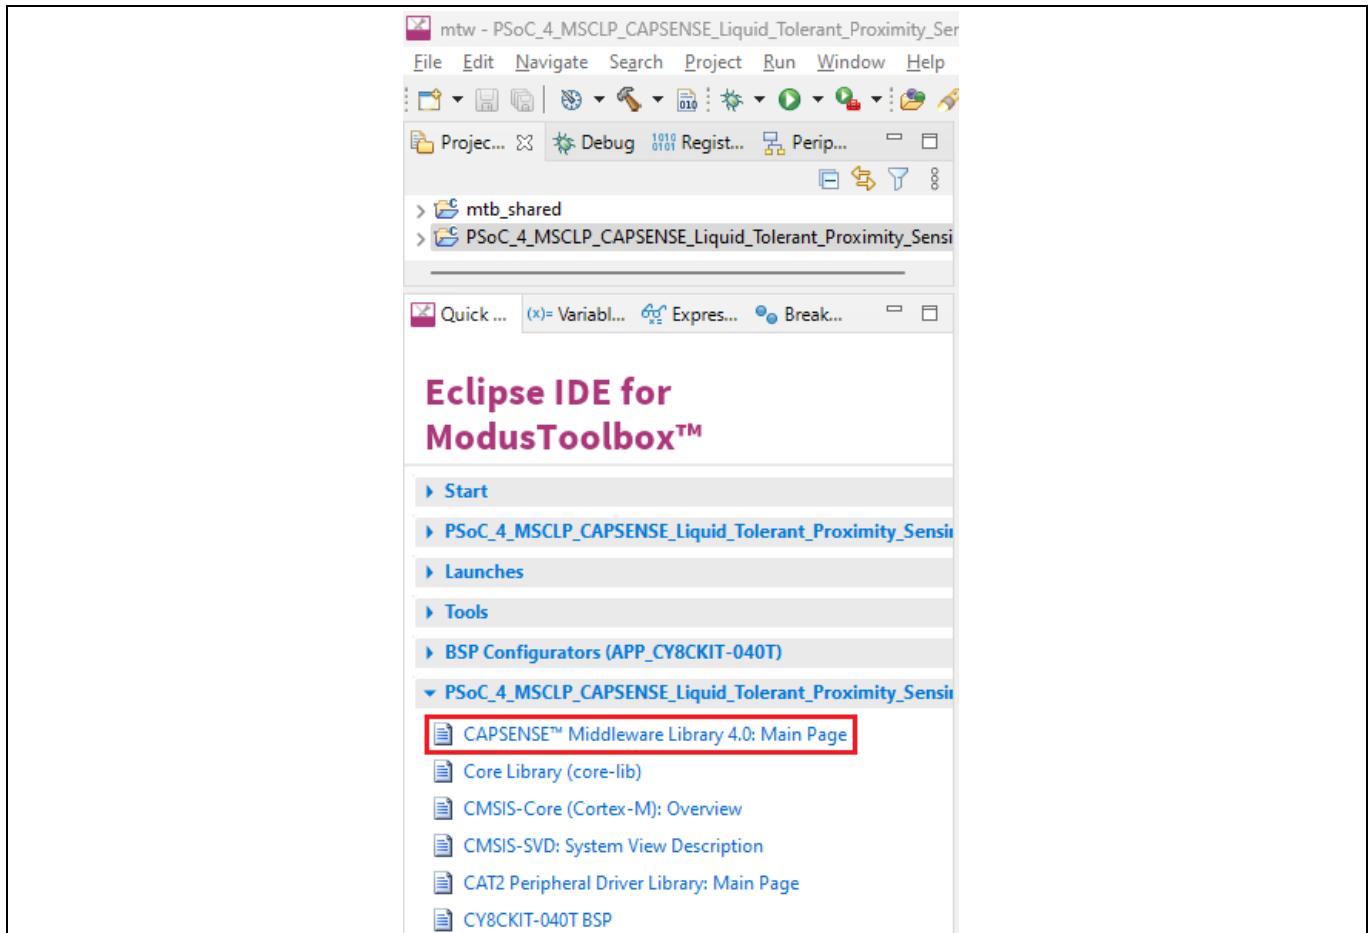 mtw - PSoC_4_MSCLP_CAPSENSE_Liquid_Tolerant_Proximity_Ser
File Edit Navigate Search Project Run Window Help
Projec... Debug Regist... Perip...
mtb_shared
PSoC_4_MSCLP_CAPSENSE_Liquid_Tolerant_Proximity_Sensi
Quick ... (x)= Variabl... Expres... Break...
Eclipse IDE for
ModusToolbox™
Start
PSoC_4_MSCLP_CAPSENSE_Liquid_Tolerant_Proximity_Sensin
Launches
Tools
BSP Configurators (APP_CY8CKIT-040T)
PSoC_4_MSCLP_CAPSENSE_Liquid_Tolerant_Proximity_Sensin
CAPSENSE™ Middleware Library 4.0: Main Page
Core Library (core-lib)
CMSIS-Core (Cortex-M): Overview
CMSIS-SVD: System View Description
CAT2 Peripheral Driver Library: Main Page
CY8CKIT-040T BSP